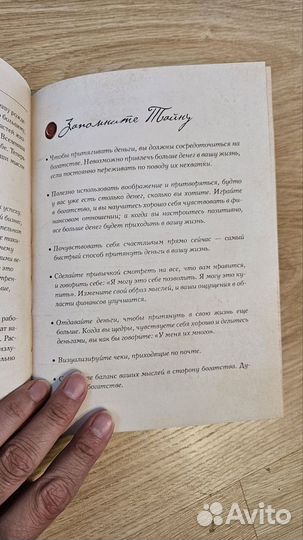 Запомните Тайну
• Чтобы притягивать деньги, вы должны сосредоточиться на
богатстве. Невозможно привлечь больше денег в вашу жизнь,
если постоянно переживать по поводу их нехватки.
• Полезно использовать воображение и притворяться, будто
у вас уже есть столько денег, сколько вы хотите. Играйте
в богатство, и вы научитесь хорошо себя чувствовать в фи-
нансовом отношении; а когда вы настроитесь позитивно,
все больше денег будет приходить в вашу жизнь.
• Почувствовать себя счастливым прямо сейчас — самый
быстрый способ притянуть деньги в вашу жизнь.
• Сделайте привычкой смотреть на все, что вам нравится,
и говорить себе: «Я могу это себе позволить. Я могу это ку-
пить». Измените свой образ мыслей, и ваши ощущения в об-
ласти финансов улучшатся.
• Отдавайте деньги, чтобы притянуть в свою жизнь еще
больше. Когда вы щедры, чувствуете себя хорошо и делитесь
деньгами, вы как бы говорите: «У меня их много».
• Визуализируйте чеки, приходящие по почте.
• баланс ваших мыслей в сторону богатства. Ду-
богатстве.
Avito